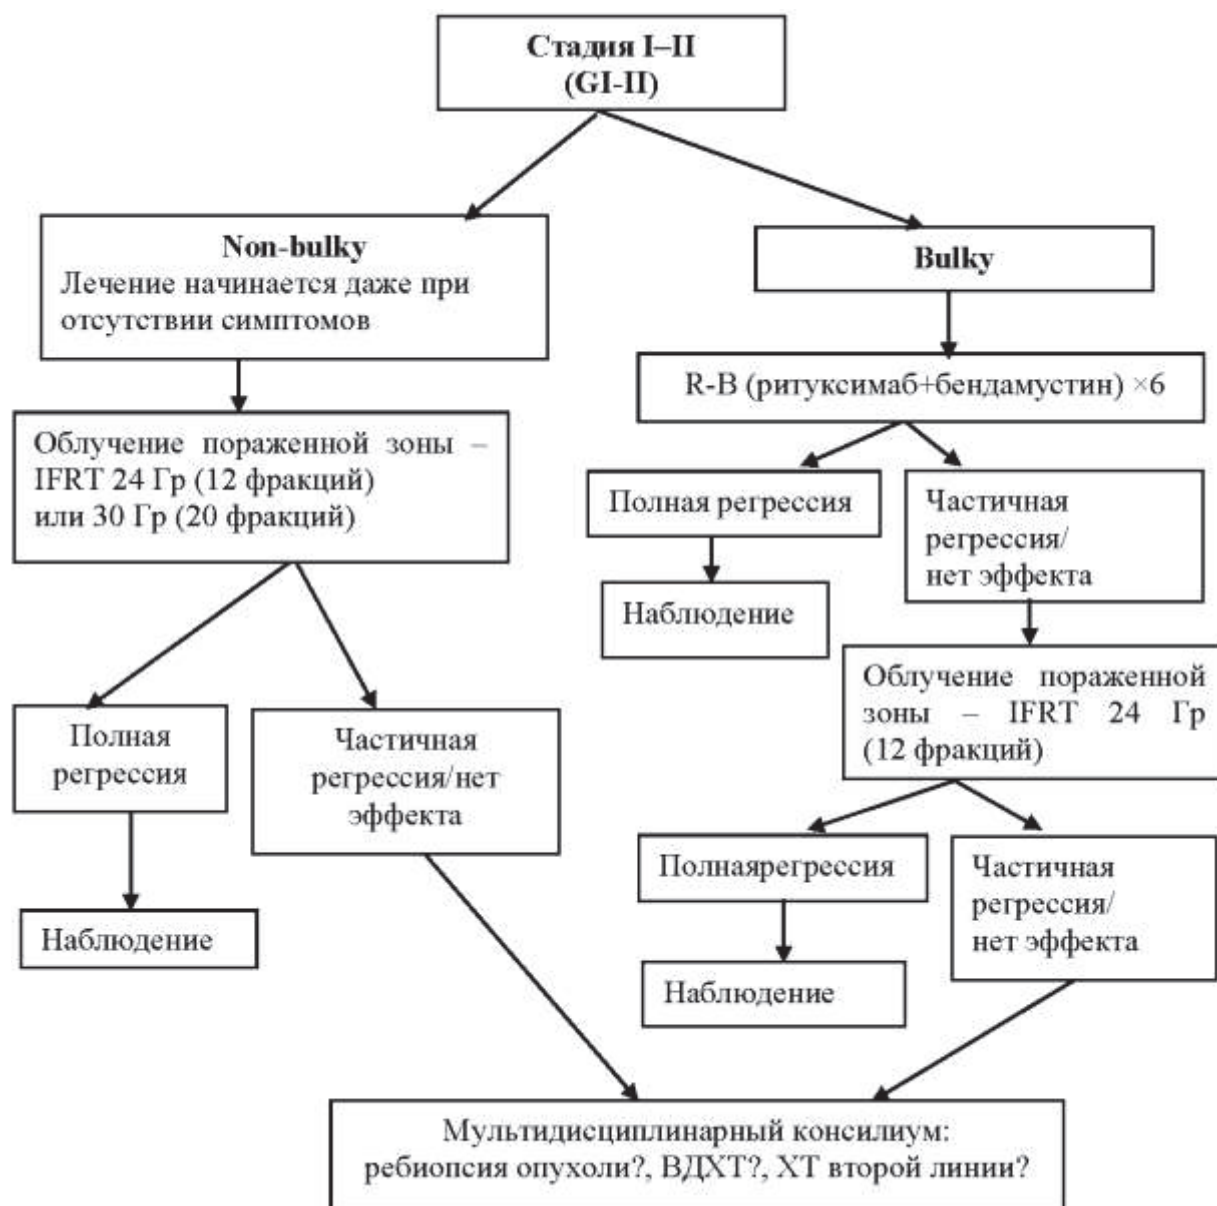 Стадия I–II
(GI-II)
Non-bulky
Лечение начинается даже при
отсутствии симптомов
Bulky
R-B (ритуксимаб+бендамустин) ×6
Облучение пораженной зоны –
IFRT 24 Гр (12 фракций)
или 30 Гр (20 фракций)
Полная регрессия
Частичная
регрессия/
нет эффекта
Наблюдение
Облучение пораженной
зоны – IFRT 24 Гр
(12 фракций)
Полная
регрессия
Частичная
регрессия/нет
эффекта
Полнаярегрессия
Частичная
регрессия/
нет эффекта
Наблюдение
Наблюдение
Мультидисциплинарный консилиум:
ребиопсия опухоли?, ВДХТ?, ХТ второй линии?